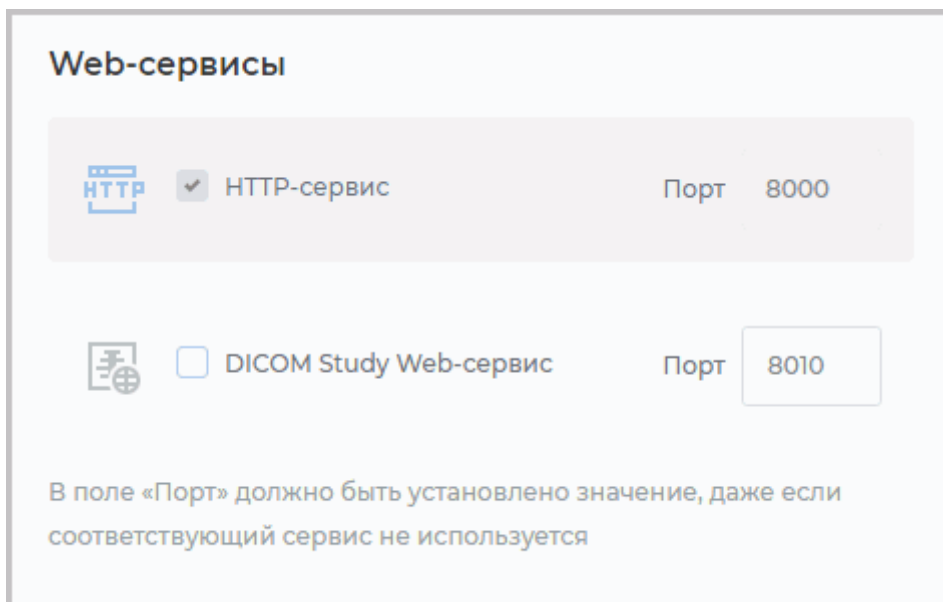 Web-сервисы
HTTP HTTP-сервис Порт 8000
DICOM Study Web-сервис Порт 8010
В поле «Порт» должно быть установлено значение, даже если
соответствующий сервис не используется